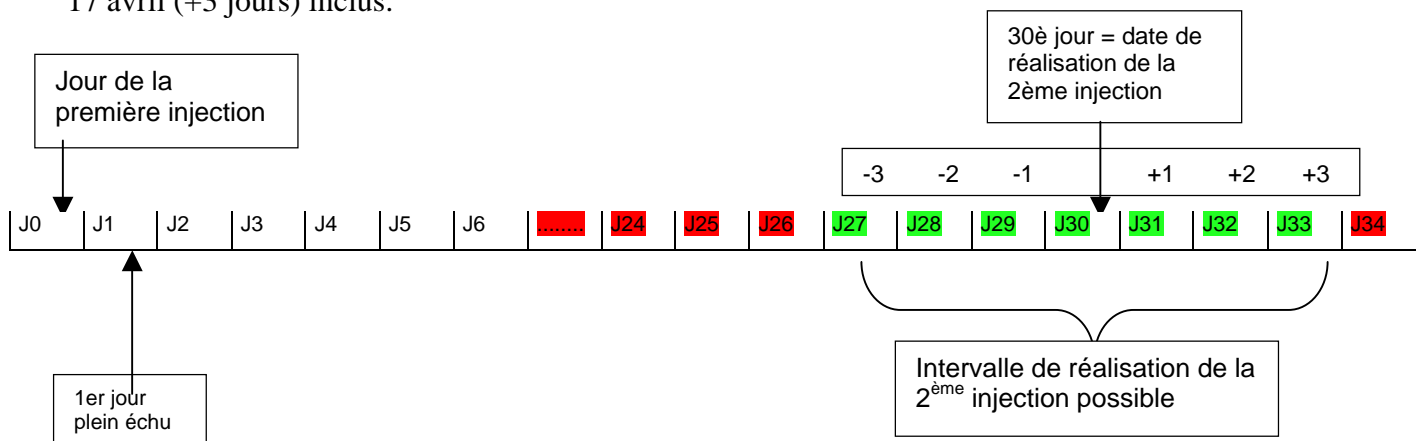 17 avril (+3 jours) inclus.
Jour de la
première injection
30è jour = date de
réalisation de la
2ème injection
-3 -2 -1 +1 +2 +3
J0 J1 J2 J3 J4 J5 J6 ........ J24 J25 J26 J27 J28 J29 J30 J31 J32 J33 J34
1er jour
plein échu
Intervalle de réalisation de la
2ème injection possible